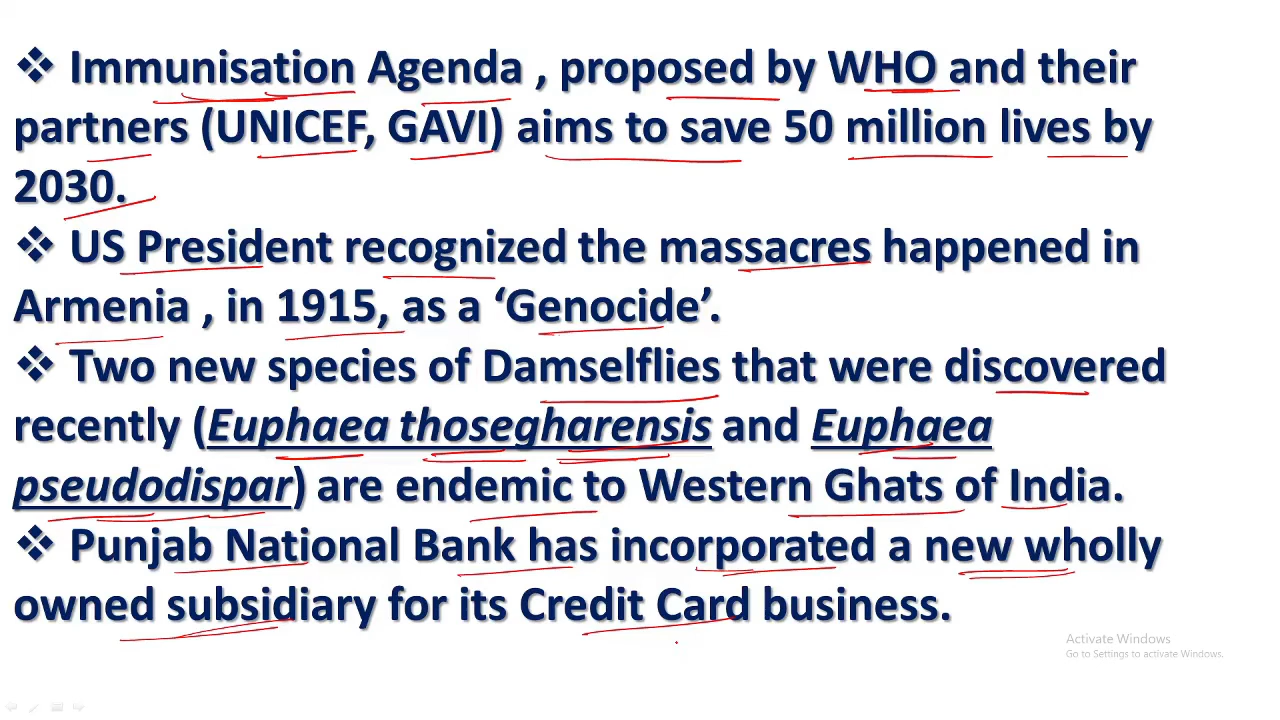 ❖ Immunisation Agenda , proposed by WHO and their
partners (UNICEF, GAVI) aims to save 50 million lives by
2030.
❖ US President recognized the massacres happened in
Armenia , in 1915, as a ‘Genocide’.
❖ Two new species of Damselflies that were discovered
recently (Euphaea thosegharensis and Euphaea
pseudodispar) are endemic to Western Ghats of India.
❖ Punjab National Bank has incorporated a new wholly
owned subsidiary for its Credit Card business.
Activate Windows
Go to Settings to activate Windows.